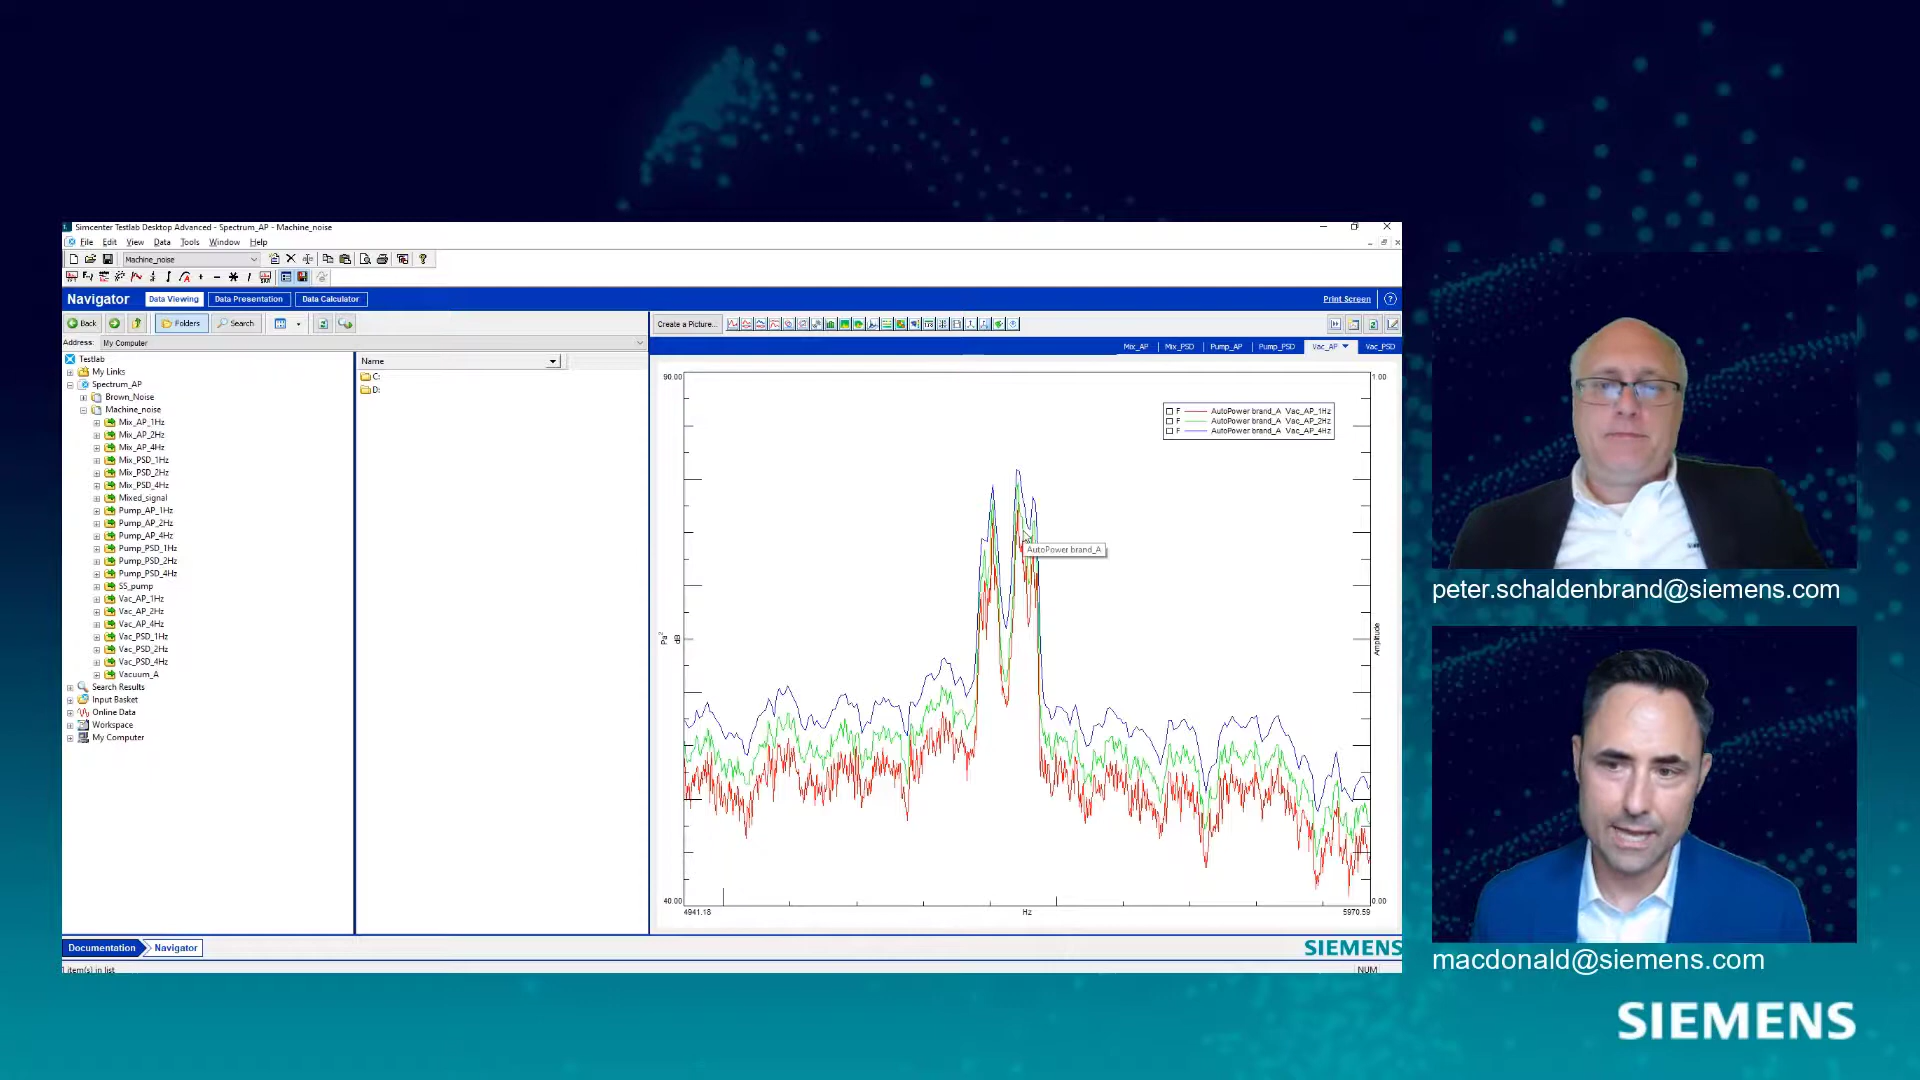 Simcenter Testlab Desktop Advanced - Spectrum_AP - Machine_noise
File Edit View Data Tools Window Help
Machine_noise
Navigator Data Viewing Data Presentation Data Calculator Print Screen
Back Folders Search
Create a Picture...
Address: My Computer
Mix_AP Mix_PSD Pump_AP Pump_PSD Vac_AP Vac_PSD
Testlab
My Links
Spectrum_AP
Brown_Noise
Machine_noise
Mix_AP_1Hz
Mix_AP_2Hz
Mix_AP_4Hz
Mix_PSD_1Hz
Mix_PSD_2Hz
Mix_PSD_4Hz
Mixed_signal
Pump_AP_1Hz
Pump_AP_2Hz
Pump_AP_4Hz
Pump_PSD_1Hz
Pump_PSD_2Hz
Pump_PSD_4Hz
SS_pump
Vac_AP_1Hz
Vac_AP_2Hz
Vac_AP_4Hz
Vac_PSD_1Hz
Vac_PSD_2Hz
Vac_PSD_4Hz
Vacuum_A
Search Results
Input Basket
Online Data
Workspace
My Computer
Name
C:
D:
90.00
1.00
F AutoPower brand_A Vac_AP_1Hz
F AutoPower brand_A Vac_AP_2Hz
F AutoPower brand_A Vac_AP_4Hz
AutoPower brand_A
Pa²
dB
Amplitude
40.00
0.00
4941.18
Hz
5970.59
Documentation Navigator
SIEMENS
1 item(s) in list
NUM
peter.schaldenbrand@siemens.com
macdonald@siemens.com
SIEMENS